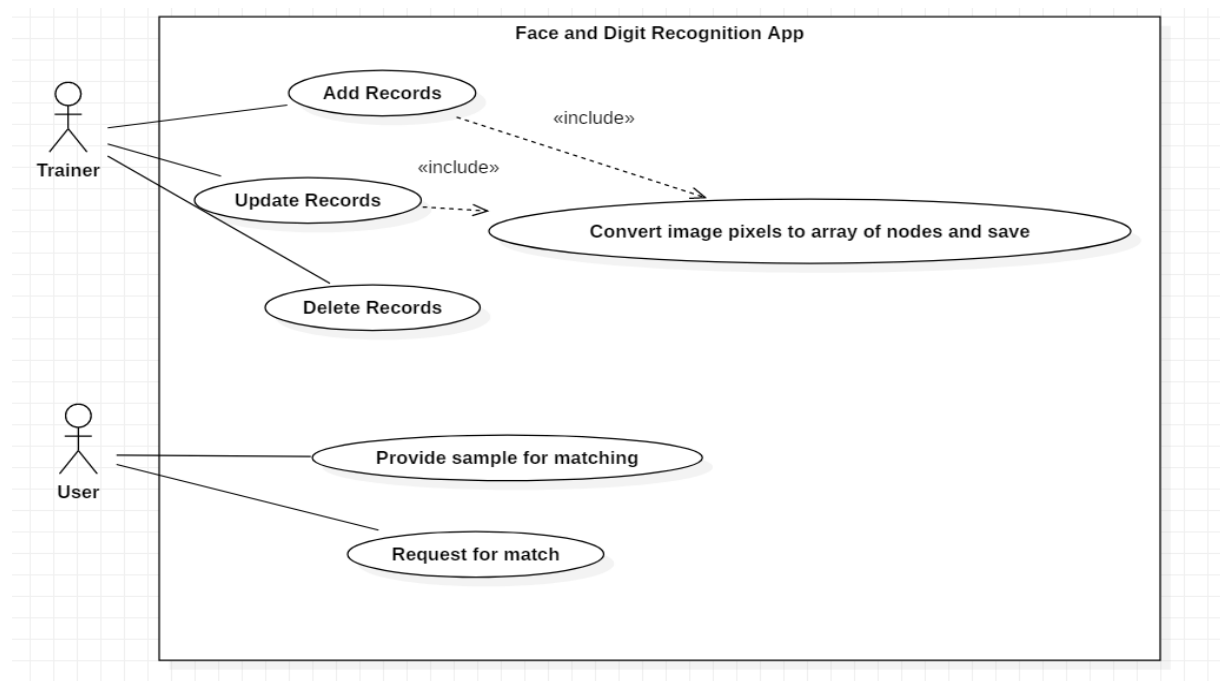 Face and Digit Recognition App
Add Records
«include»
Trainer
«include»
Update Records
Convert image pixels to array of nodes and save
Delete Records
Provide sample for matching
User
Request for match